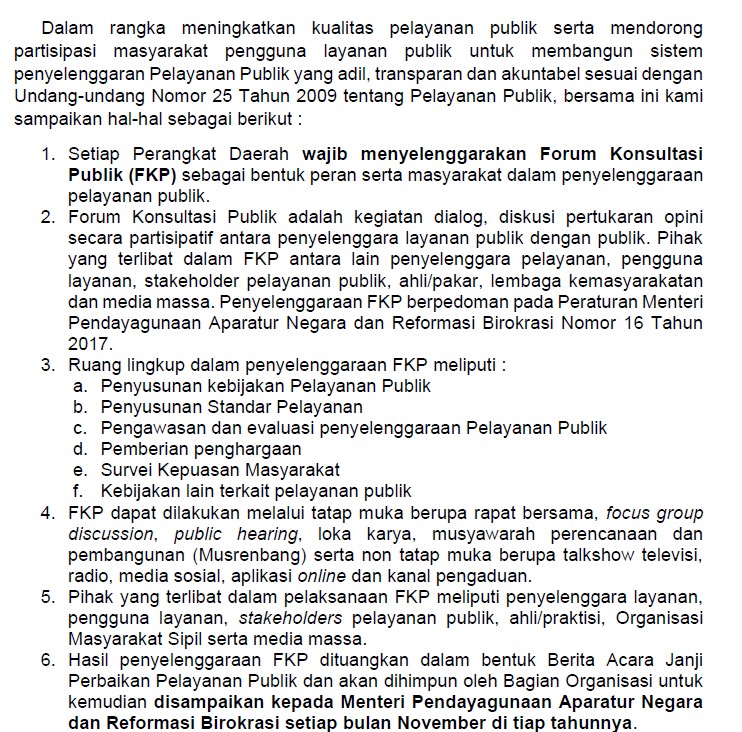 Dalam rangka meningkatkan kualitas pelayanan publik serta mendorong
partisipasi masyarakat pengguna layanan publik untuk membangun sistem
penyelenggaran Pelayanan Publik yang adil, transparan dan akuntabel sesuai dengan
Undang-undang Nomor 25 Tahun 2009 tentang Pelayanan Publik, bersama ini kami
sampaikan hal-hal sebagai berikut :
1. Setiap Perangkat Daerah wajib menyelenggarakan Forum Konsultasi
Publik (FKP) sebagai bentuk peran serta masyarakat dalam penyelenggaraan
pelayanan publik.
2. Forum Konsultasi Publik adalah kegiatan dialog, diskusi pertukaran opini
secara partisipatif antara penyelenggara layanan publik dengan publik. Pihak
yang terlibat dalam FKP antara lain penyelenggara pelayanan, pengguna
layanan, stakeholder pelayanan publik, ahli/pakar, lembaga kemasyarakatan
dan media massa. Penyelenggaraan FKP berpedoman pada Peraturan Menteri
Pendayagunaan Aparatur Negara dan Reformasi Birokrasi Nomor 16 Tahun
2017.
3. Ruang lingkup dalam penyelenggaraan FKP meliputi :
a. Penyusunan kebijakan Pelayanan Publik
b. Penyusunan Standar Pelayanan
c. Pengawasan dan evaluasi penyelenggaraan Pelayanan Publik
d. Pemberian penghargaan
e. Survei Kepuasan Masyarakat
f. Kebijakan lain terkait pelayanan publik
4. FKP dapat dilakukan melalui tatap muka berupa rapat bersama, focus group
discussion, public hearing, loka karya, musyawarah perencanaan dan
pembangunan (Musrenbang) serta non tatap muka berupa talkshow televisi,
radio, media sosial, aplikasi online dan kanal pengaduan.
5. Pihak yang terlibat dalam pelaksanaan FKP meliputi penyelenggara layanan,
pengguna layanan, stakeholders pelayanan publik, ahli/praktisi, Organisasi
Masyarakat Sipil serta media massa.
6. Hasil penyelenggaraan FKP dituangkan dalam bentuk Berita Acara Janji
Perbaikan Pelayanan Publik dan akan dihimpun oleh Bagian Organisasi untuk
kemudian disampaikan kepada Menteri Pendayagunaan Aparatur Negara
dan Reformasi Birokrasi setiap bulan November di tiap tahunnya.